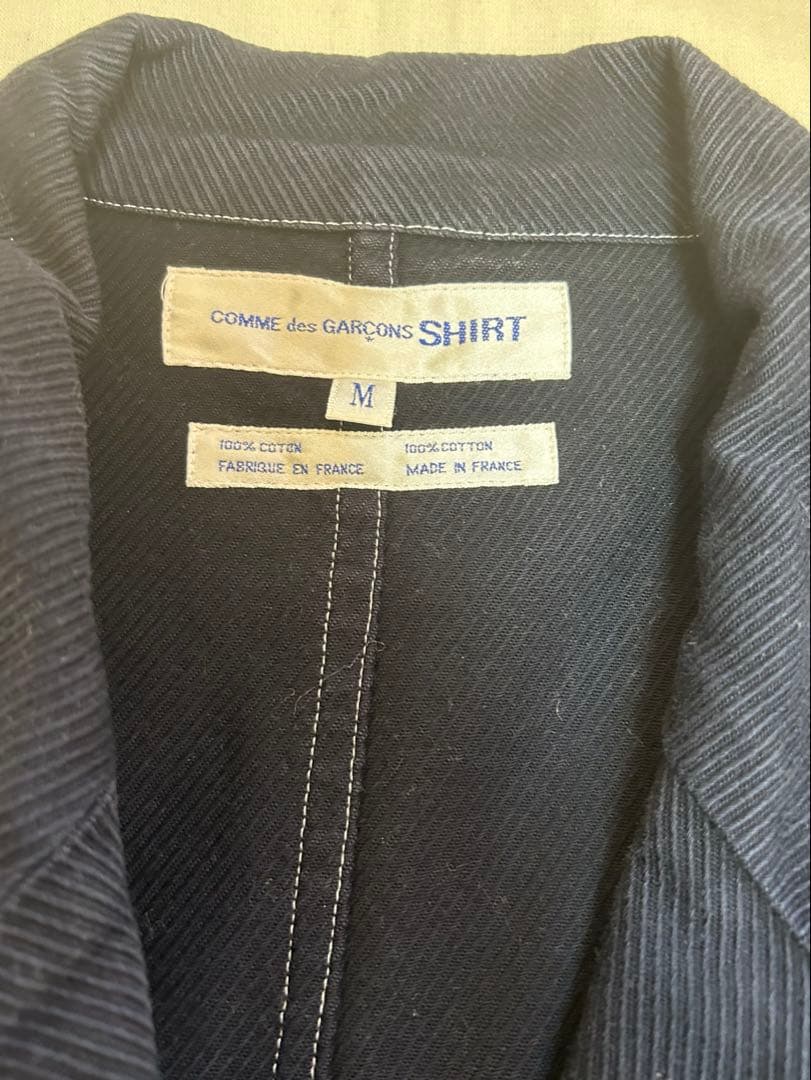 COMME des GARÇONS SHIRT
M
100% COTON
FABRIQUE EN FRANCE
100% COTTON
MADE IN FRANCE